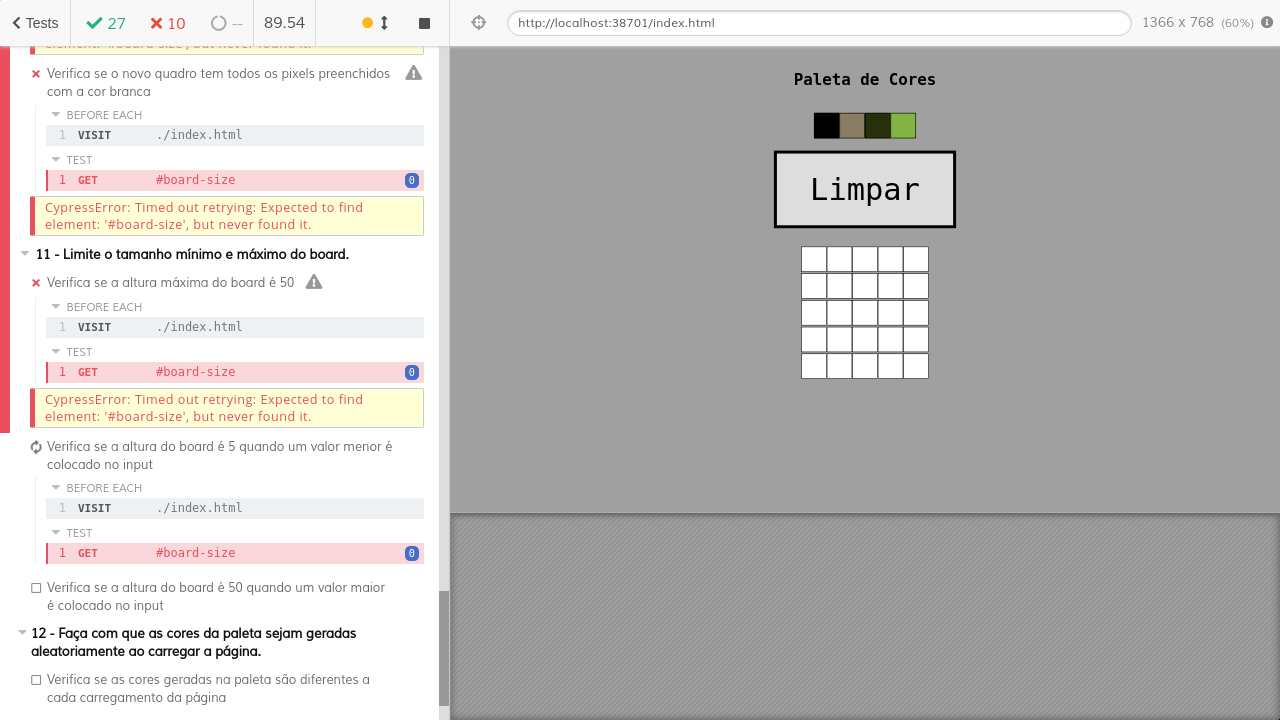 Tests
27
10
--
89.54
http://localhost:38701/index.html
1366 x 768 (60%)
element: '#board-size', but never found it.
Verifica se o novo quadro tem todos os pixels preenchidos
com a cor branca
BEFORE EACH
1 VISIT ./index.html
TEST
1 GET #board-size 0
CypressError: Timed out retrying: Expected to find
element: '#board-size', but never found it.
11 - Limite o tamanho mínimo e máximo do board.
Verifica se a altura máxima do board é 50
BEFORE EACH
1 VISIT ./index.html
TEST
1 GET #board-size 0
CypressError: Timed out retrying: Expected to find
element: '#board-size', but never found it.
Verifica se a altura do board é 5 quando um valor menor é
colocado no input
BEFORE EACH
1 VISIT ./index.html
TEST
1 GET #board-size 0
Verifica se a altura do board é 50 quando um valor maior
é colocado no input
12 - Faça com que as cores da paleta sejam geradas
aleatoriamente ao carregar a página.
Verifica se as cores geradas na paleta são diferentes a
cada carregamento da página
Paleta de Cores
Limpar